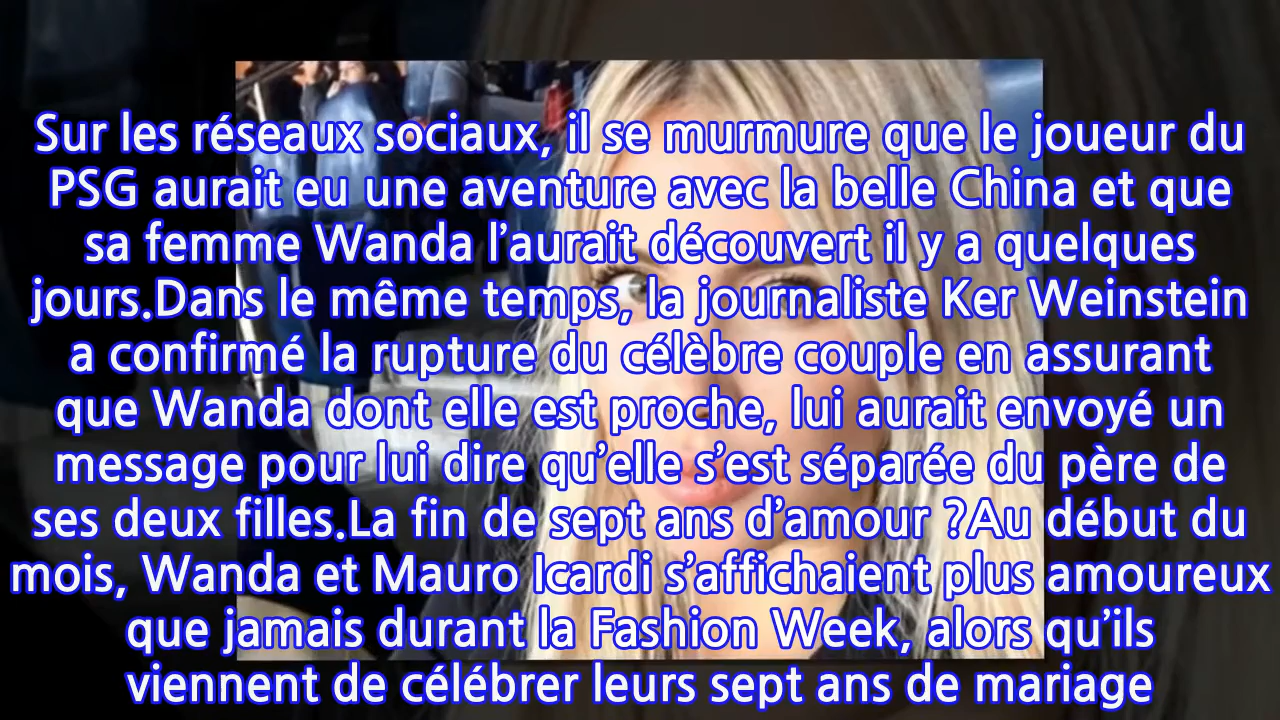 Sur les réseaux sociaux, il se murmure que le joueur du
PSG aurait eu une aventure avec la belle China et que
sa femme Wanda l’aurait découvert il y a quelques
jours.Dans le même temps, la journaliste Ker Weinstein
a confirmé la rupture du célèbre couple en assurant
que Wanda dont elle est proche, lui aurait envoyé un
message pour lui dire qu’elle s’est séparée du père de
ses deux filles.La fin de sept ans d’amour ?Au début du
mois, Wanda et Mauro Icardi s’affichaient plus amoureux
que jamais durant la Fashion Week, alors qu’ils
viennent de célébrer leurs sept ans de mariage